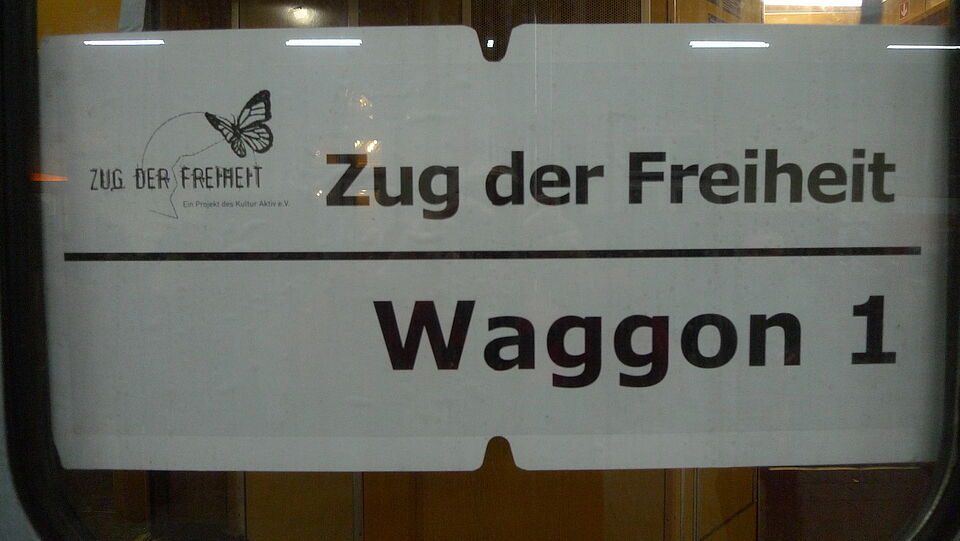 ZUG DER FREIHEIT
Ein Projekt des Kultur Aktiv e.V.
Zug der Freiheit
Waggon 1